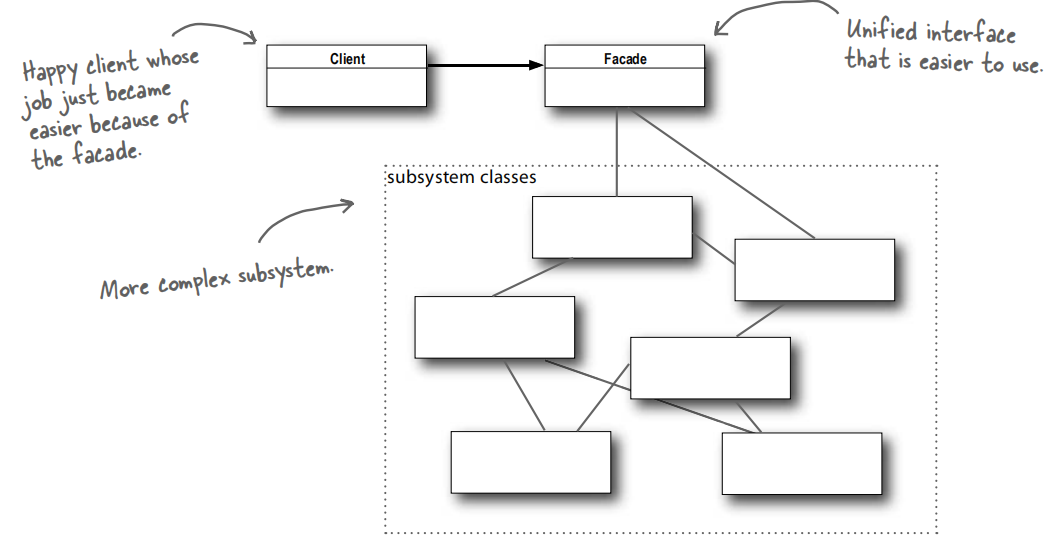 Happy client whose
job just became
easier because of
the facade.
Client
Facade
Unified interface
that is easier to use.
subsystem classes
More complex subsystem.